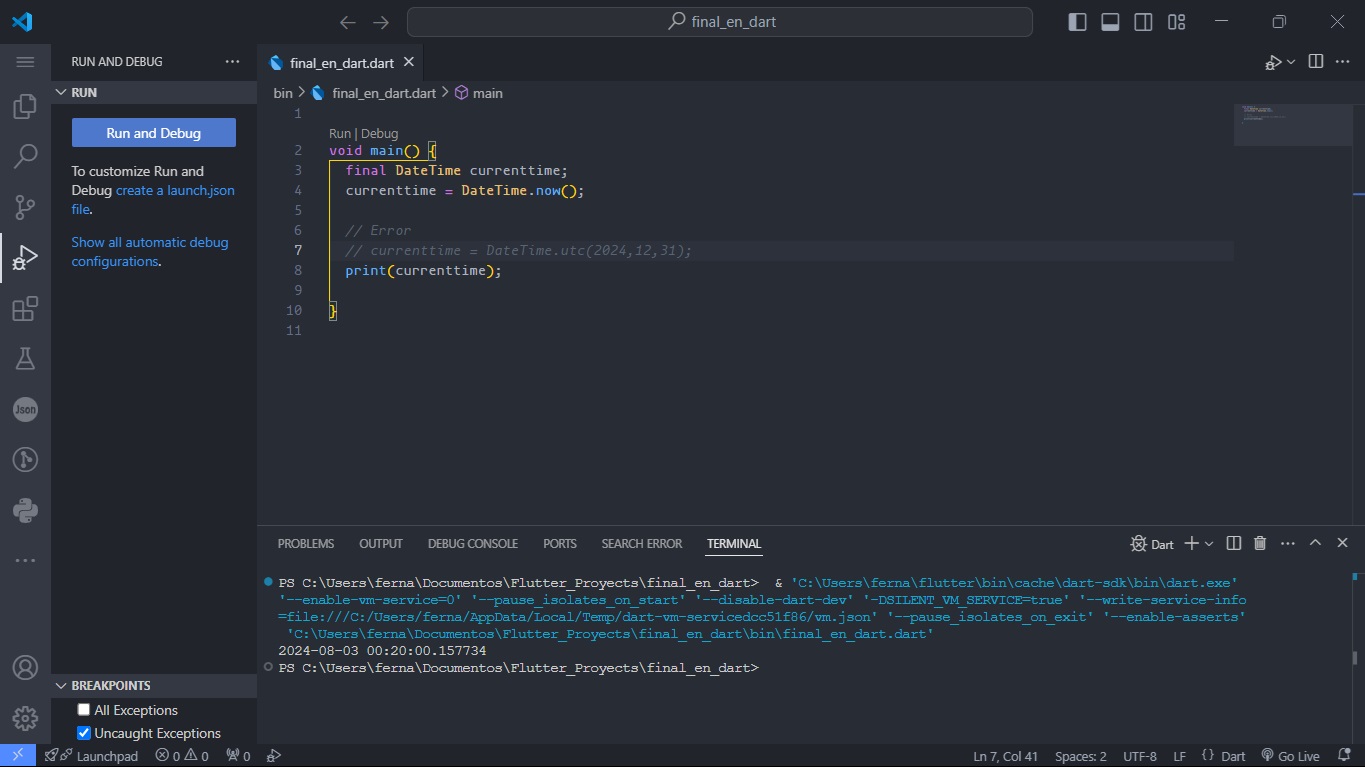 final_en_dart
RUN AND DEBUG
RUN
Run and Debug
To customize Run and
Debug create a launch.json
file.
Show all automatic debug
configurations.
Json
BREAKPOINTS
All Exceptions
Uncaught Exceptions
final_en_dart.dart
bin > final_en_dart.dart > main
1
Run | Debug
2 void main() {
3 final DateTime currenttime;
4 currenttime = DateTime.now();
5
6 // Error
7 // currenttime = DateTime.utc(2024,12,31);
8 print(currenttime);
9
10 }
11
PROBLEMS OUTPUT DEBUG CONSOLE PORTS SEARCH ERROR TERMINAL
Dart
PS C:\Users\ferna\Documentos\Flutter_Proyects\final_en_dart> & 'C:\Users\ferna\flutter\bin\cache\dart-sdk\bin\dart.exe'
'--enable-vm-service=0' '--pause_isolates_on_start' '--disable-dart-dev' '-DSILENT_VM_SERVICE=true' '--write-service-info
=file:///C:/Users/ferna/AppData/Local/Temp/dart-vm-servicedcc51f86/vm.json' '--pause_isolates_on_exit' '--enable-asserts'
'C:\Users\ferna\Documentos\Flutter_Proyects\final_en_dart\bin\final_en_dart.dart'
2024-08-03 00:20:00.157734
PS C:\Users\ferna\Documentos\Flutter_Proyects\final_en_dart>
Launchpad 0 0 0 Ln 7, Col 41 Spaces: 2 UTF-8 LF {} Dart Go Live